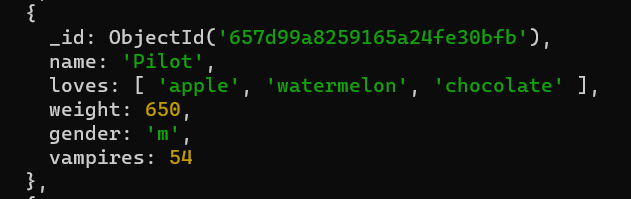 {
_id: ObjectId('657d99a8259165a24fe30bfb'),
name: 'Pilot',
loves: [ 'apple', 'watermelon', 'chocolate' ],
weight: 650,
gender: 'm',
vampires: 54
},